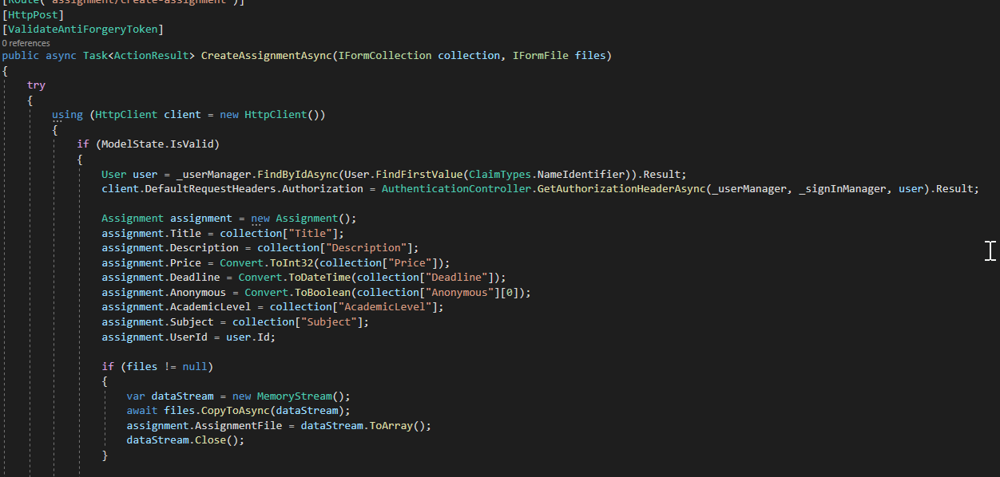 [Route("assignment/create-assignment")]
[HttpPost]
[ValidateAntiForgeryToken]
0 references
public async Task<ActionResult> CreateAssignmentAsync(IFormCollection collection, IFormFile files)
{
try
{
using (HttpClient client = new HttpClient())
{
if (ModelState.IsValid)
{
User user = _userManager.FindByIdAsync(User.FindFirstValue(ClaimTypes.NameIdentifier)).Result;
client.DefaultRequestHeaders.Authorization = AuthenticationController.GetAuthorizationHeaderAsync(_userManager, _signInManager, user).Result;
Assignment assignment = new Assignment();
assignment.Title = collection["Title"];
assignment.Description = collection["Description"];
assignment.Price = Convert.ToInt32(collection["Price"]);
assignment.Deadline = Convert.ToDateTime(collection["Deadline"]);
assignment.Anonymous = Convert.ToBoolean(collection["Anonymous"][0]);
assignment.AcademicLevel = collection["AcademicLevel"];
assignment.Subject = collection["Subject"];
assignment.UserId = user.Id;
if (files != null)
{
var dataStream = new MemoryStream();
await files.CopyToAsync(dataStream);
assignment.AssignmentFile = dataStream.ToArray();
dataStream.Close();
}